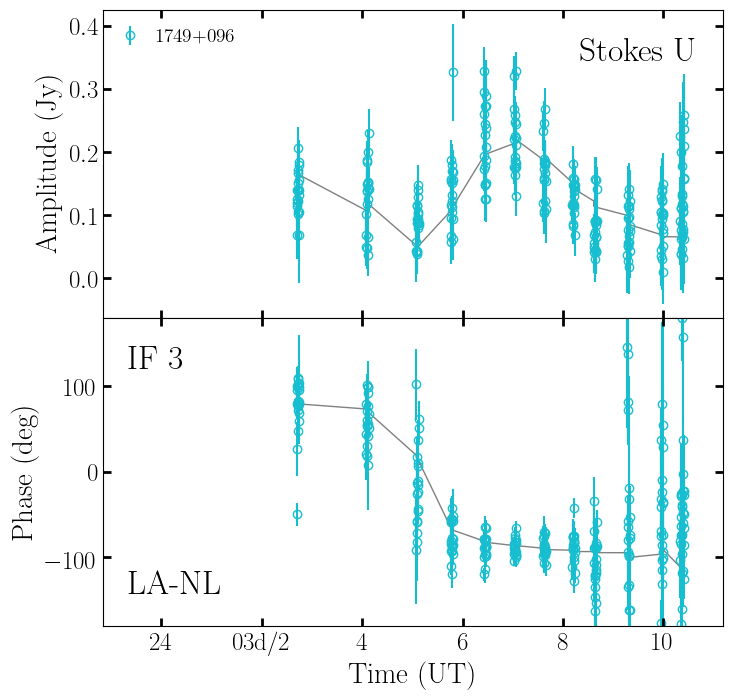 0.4
1749+096
Stokes U
0.3
0.2
0.1
0.0
Amplitude (Jy)
IF 3
100
0
−100
Phase (deg)
LA-NL
24 03d/2 4 6 8 10
Time (UT)